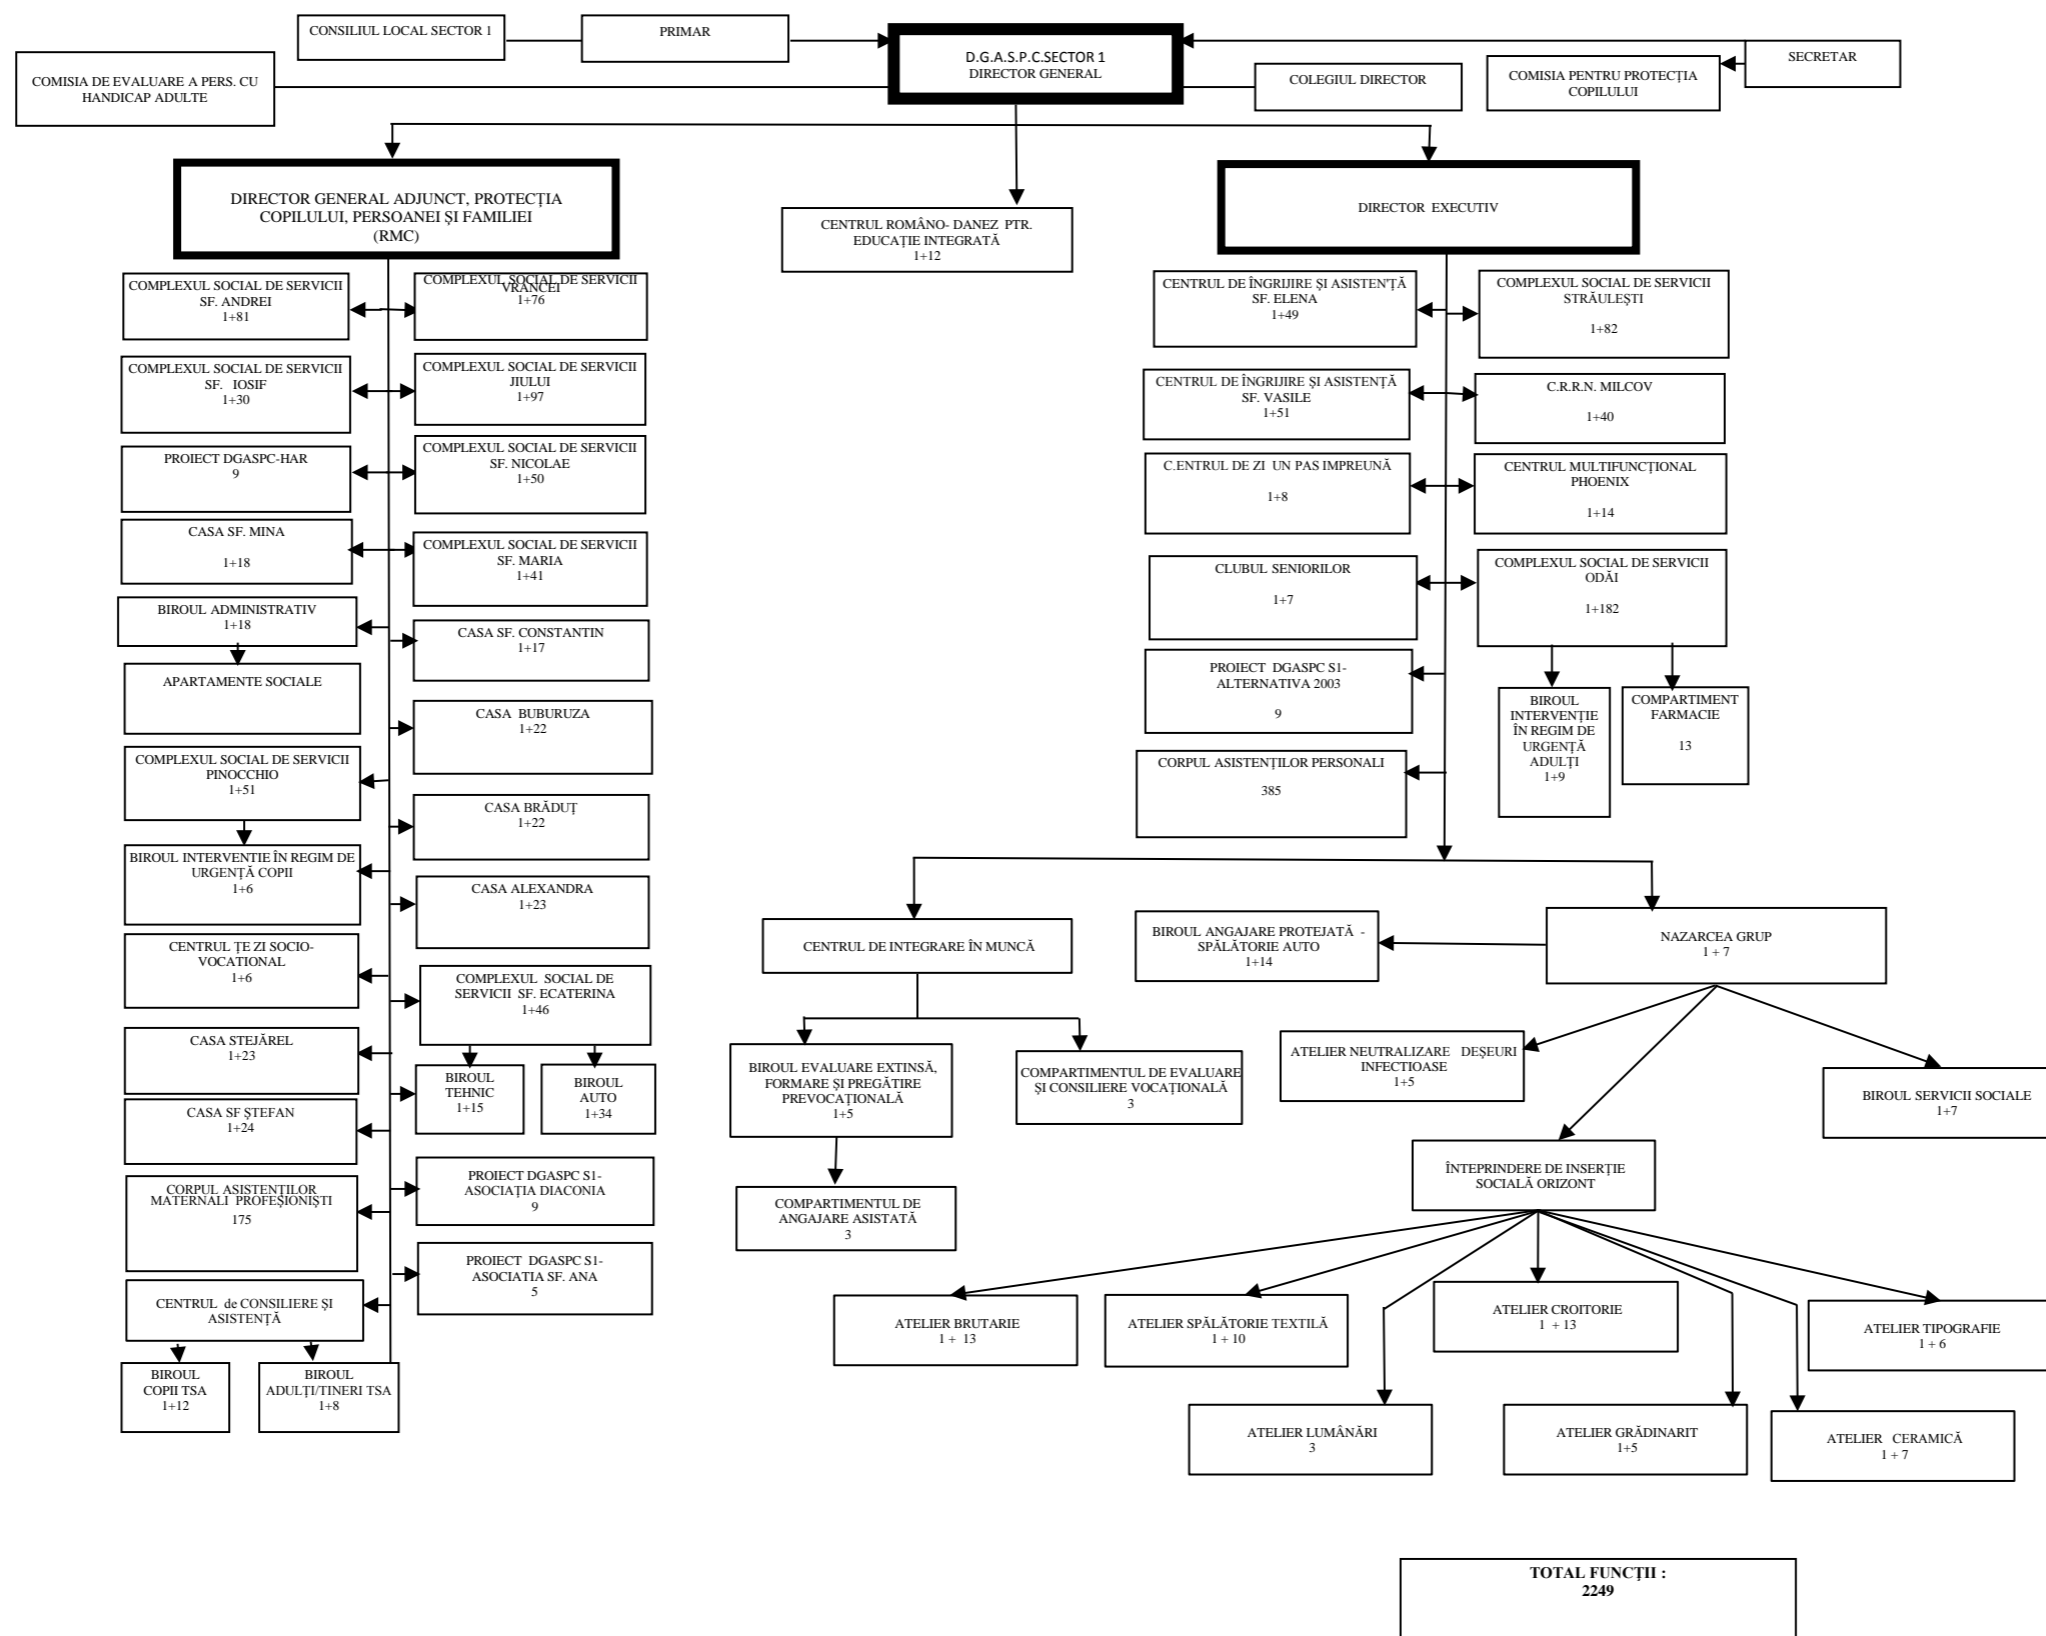 CONSILIUL LOCAL SECTOR 1
PRIMAR
D.G.A.S.P.C.SECTOR 1
DIRECTOR GENERAL
SECRETAR
COMISIA DE EVALUARE A PERS. CU
HANDICAP ADULTE
COLEGIUL DIRECTOR
COMISIA PENTRU PROTECȚIA
COPILULUI
DIRECTOR GENERAL ADJUNCT, PROTECȚIA
COPILULUI, PERSOANEI ȘI FAMILIEI
(RMC)
CENTRUL ROMÂNO- DANEZ PTR.
EDUCAȚIE INTEGRATĂ
1+12
DIRECTOR EXECUTIV
COMPLEXUL SOCIAL DE SERVICII
SF. ANDREI
1+81
COMPLEXUL SOCIAL DE SERVICII
VRANCEI
1+76
COMPLEXUL SOCIAL DE SERVICII
SF. IOSIF
1+30
COMPLEXUL SOCIAL DE SERVICII
JIULUI
1+97
PROIECT DGASPC-HAR
9
COMPLEXUL SOCIAL DE SERVICII
SF. NICOLAE
1+50
CASA SF. MINA
1+18
COMPLEXUL SOCIAL DE SERVICII
SF. MARIA
1+41
BIROUL ADMINISTRATIV
1+18
CASA SF. CONSTANTIN
1+17
APARTAMENTE SOCIALE
CASA BUBURUZA
1+22
COMPLEXUL SOCIAL DE SERVICII
PINOCCHIO
1+51
CASA BRĂDUȚ
1+22
BIROUL INTERVENTIE ÎN REGIM DE
URGENȚĂ COPII
1+6
CASA ALEXANDRA
1+23
CENTRUL ȚE ZI SOCIO-
VOCATIONAL
1+6
COMPLEXUL SOCIAL DE
SERVICII SF. ECATERINA
1+46
CASA STEJĂREL
1+23
BIROUL
TEHNIC
1+15
BIROUL
AUTO
1+34
CASA SF ȘTEFAN
1+24
CORPUL ASISTENȚILOR
MATERNALI PROFESIONIȘTI
175
PROIECT DGASPC S1-
ASOCIAȚIA DIACONIA
9
PROIECT DGASPC S1-
ASOCIATIA SF. ANA
5
CENTRUL de CONSILIERE ȘI
ASISTENȚĂ
BIROUL
COPII TSA
1+12
BIROUL
ADULȚI/TINERI TSA
1+8
CENTRUL DE ÎNGRIJIRE ȘI ASISTEN'ȚĂ
SF. ELENA
1+49
COMPLEXUL SOCIAL DE SERVICII
STRĂULEȘTI
1+82
CENTRUL DE ÎNGRIJIRE ȘI ASISTENȚĂ
SF. VASILE
1+51
C.R.R.N. MILCOV
1+40
C.ENTRUL DE ZI UN PAS IMPREUNĂ
1+8
CENTRUL MULTIFUNCȚIONAL
PHOENIX
1+14
CLUBUL SENIORILOR
1+7
COMPLEXUL SOCIAL DE SERVICII
ODĂI
1+182
PROIECT DGASPC S1-
ALTERNATIVA 2003
9
BIROUL
INTERVENȚIE
ÎN REGIM DE
URGENȚĂ
ADULȚI
1+9
COMPARTIMENT
FARMACIE
13
CORPUL ASISTENȚILOR PERSONALI
385
CENTRUL DE INTEGRARE ÎN MUNCĂ
BIROUL ANGAJARE PROTEJATĂ -
SPĂLĂTORIE AUTO
1+14
NAZARCEA GRUP
1 + 7
BIROUL EVALUARE EXTINSĂ,
FORMARE ȘI PREGĂTIRE
PREVOCAȚIONALĂ
1+5
COMPARTIMENTUL DE EVALUARE
ȘI CONSILIERE VOCAȚIONALĂ
3
ATELIER NEUTRALIZARE DEȘEURI
INFECTIOASE
1+5
BIROUL SERVICII SOCIALE
1+7
COMPARTIMENTUL DE
ANGAJARE ASISTATĂ
3
ÎNTEPRINDERE DE INSERȚIE
SOCIALĂ ORIZONT
ATELIER BRUTARIE
1 + 13
ATELIER SPĂLĂTORIE TEXTILĂ
1 + 10
ATELIER CROITORIE
1 + 13
ATELIER TIPOGRAFIE
1 + 6
ATELIER LUMÂNĂRI
3
ATELIER GRĂDINARIT
1+5
ATELIER CERAMICĂ
1 + 7
TOTAL FUNCȚII :
2249